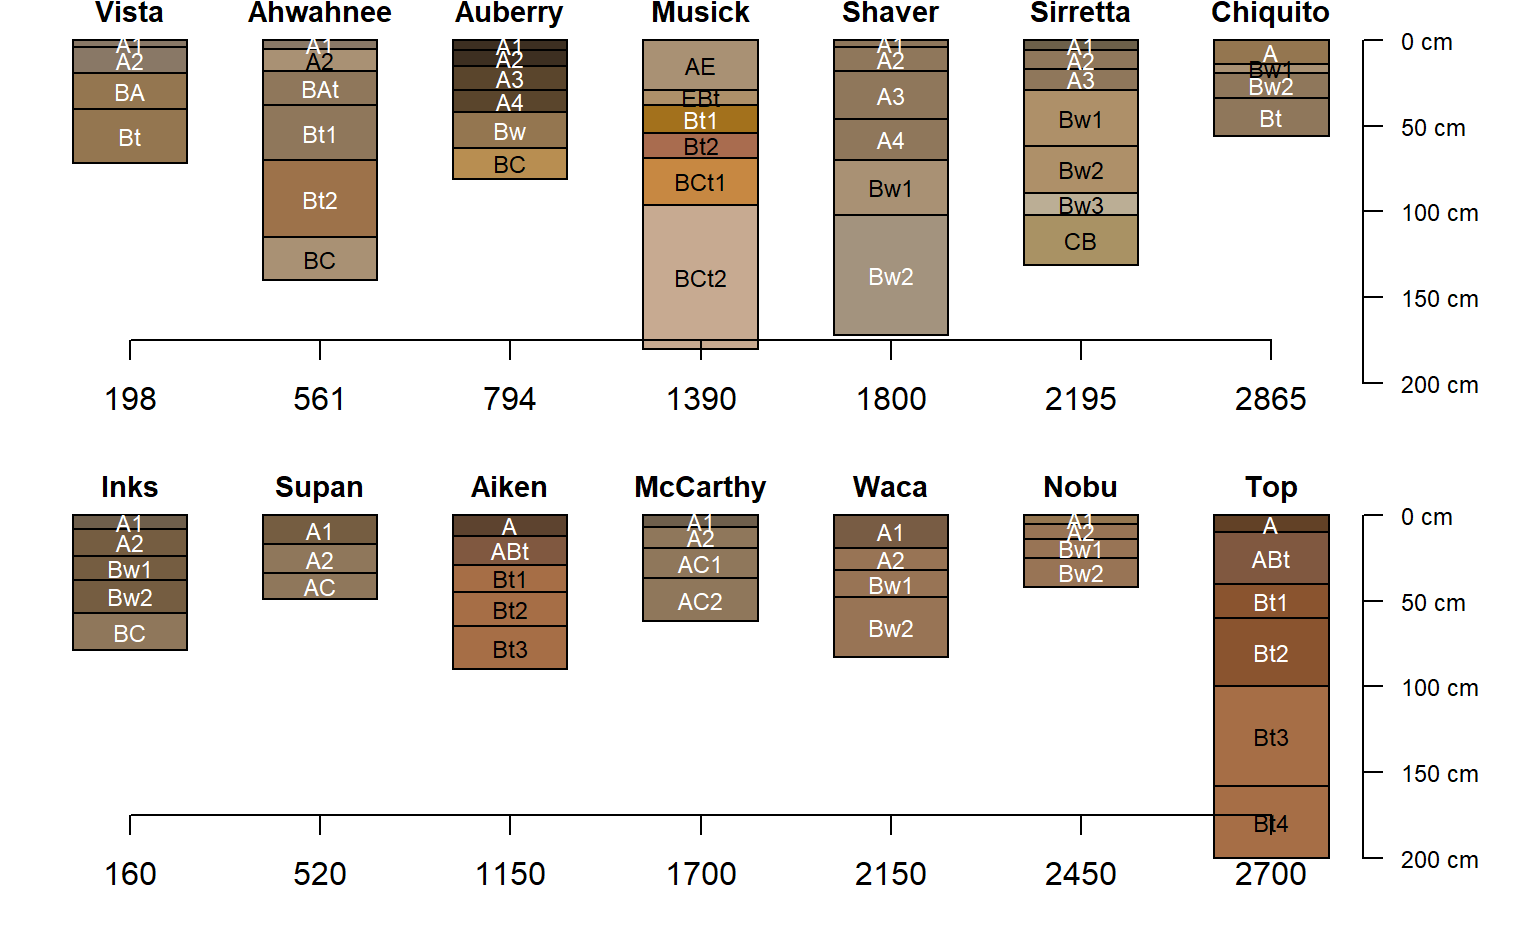 Vista Ahwahnee Auberry Musick Shaver Sirretta Chiquito
A1 A2 BA Bt
A1 A2 BAt Bt1 Bt2 BC
A1 A2 A3 A4 Bw BC
AE EBt Bt1 Bt2 BCt1 BCt2
A1 A2 A3 A4 Bw1 Bw2
A1 A2 A3 Bw1 Bw2 Bw3 CB
A Bw1 Bw2 Bt
0 cm
50 cm
100 cm
150 cm
200 cm
198 561 794 1390 1800 2195 2865
Inks Supan Aiken McCarthy Waca Nobu Top
A1 A2 Bw1 Bw2 BC
A1 A2 AC
A ABt Bt1 Bt2 Bt3
A1 A2 AC1 AC2
A1 A2 Bw1 Bw2
A1 A2 Bw1 Bw2
A ABt Bt1 Bt2 Bt3 Bt4
0 cm
50 cm
100 cm
150 cm
200 cm
160 520 1150 1700 2150 2450 2700